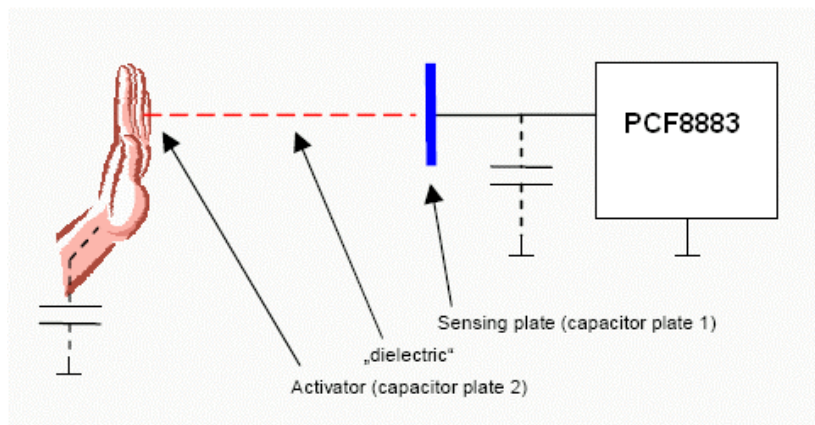 PCF8883
Sensing plate (capacitor plate 1)
„dielectric“
Activator (capacitor plate 2)